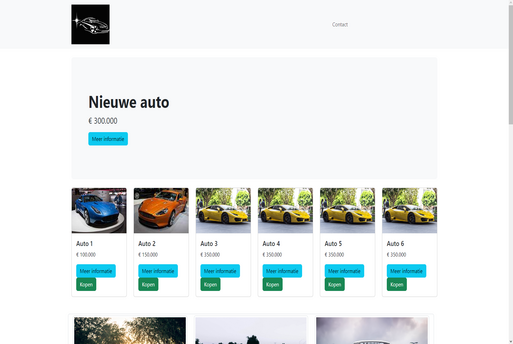 Contact
Nieuwe auto
€ 300.000
Meer informatie
Auto 1
Auto 2
Auto 3
Auto 4
Auto 5
Auto 6
€ 100.000
€ 150.000
€ 350.000
€ 350.000
€ 350.000
€ 350.000
Meer informatie
Meer informatie
Meer informatie
Meer informatie
Meer informatie
Meer informatie
Kopen
Kopen
Kopen
Kopen
Kopen
Kopen